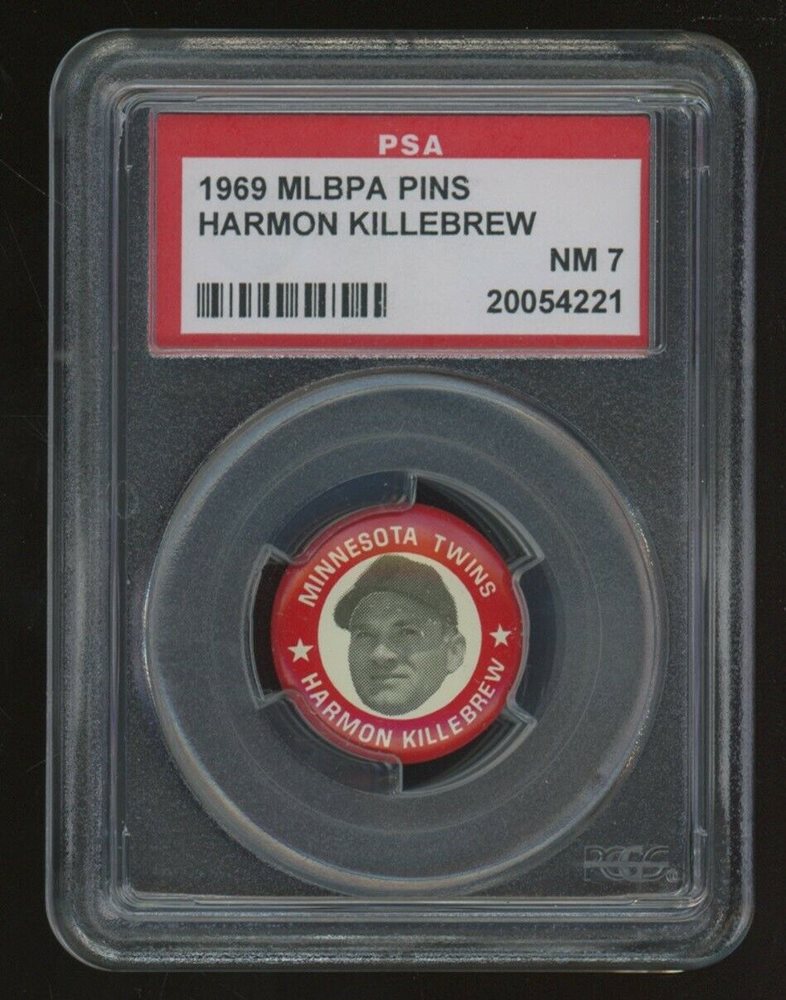 PSA
1969 MLBPA PINS
HARMON KILLEBREW
NM 7
20054221
MINNESOTA TWINS
★ HARMON KILLEBREW ★
PCGS